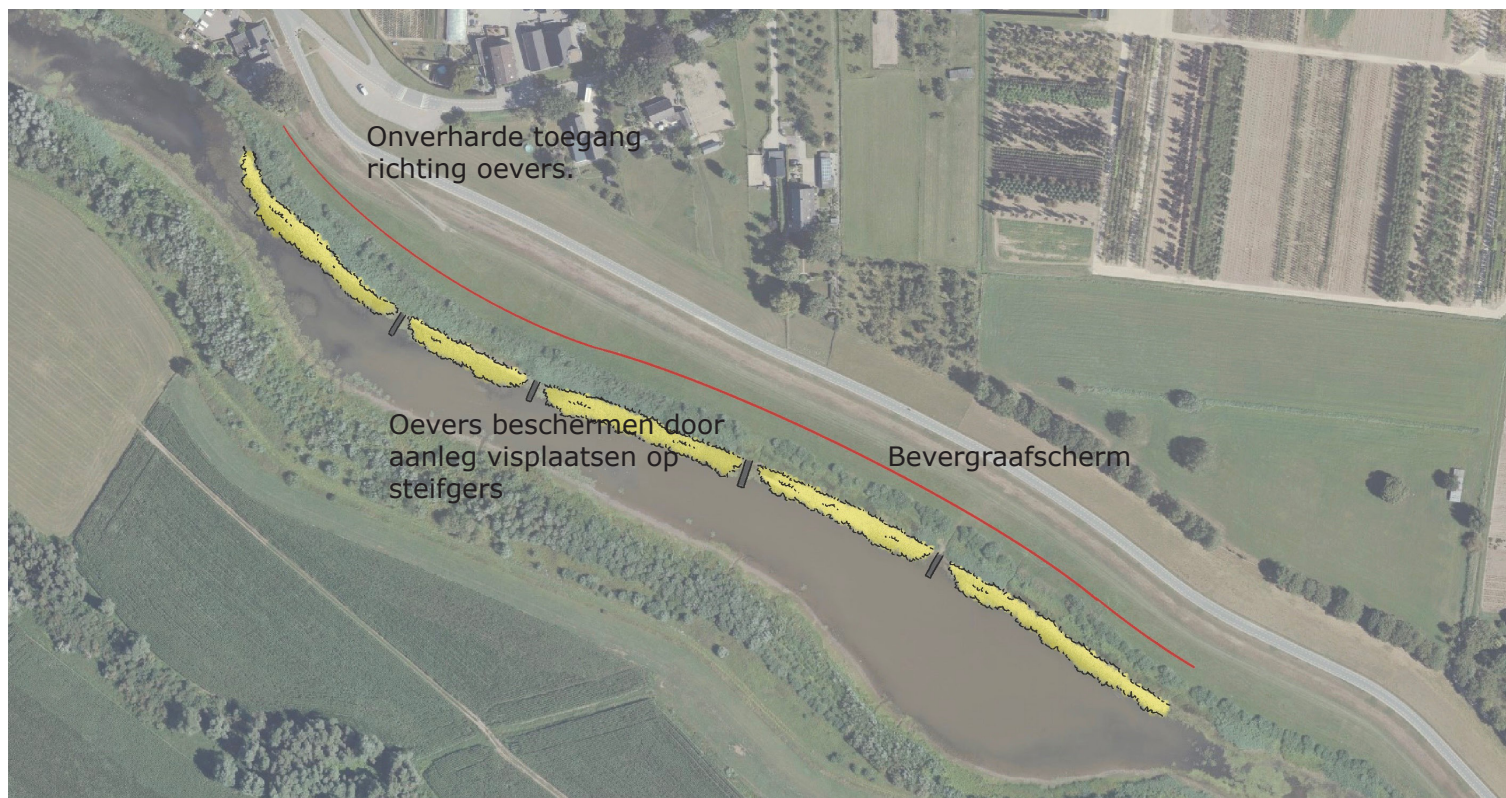 Onverharde toegang
richting oevers.
Oevers beschermen door
aanleg visplaatsen op
steifgers
Bevergraafscherm